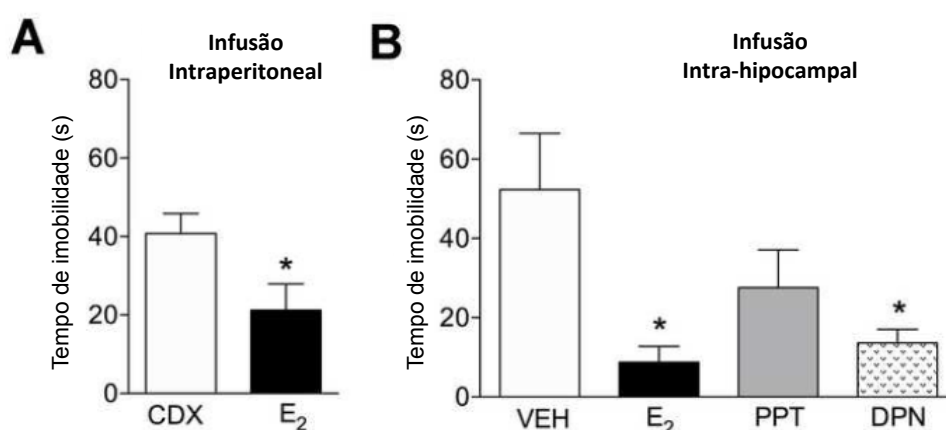 A
Infusão
Intraperitoneal
Tempo de imobilidade (s)
80
60
40
20
0
*
CDX
E2
B
Infusão
Intra-hipocampal
Tempo de imobilidade (s)
80
60
40
20
0
*
*
VEH
E2
PPT
DPN